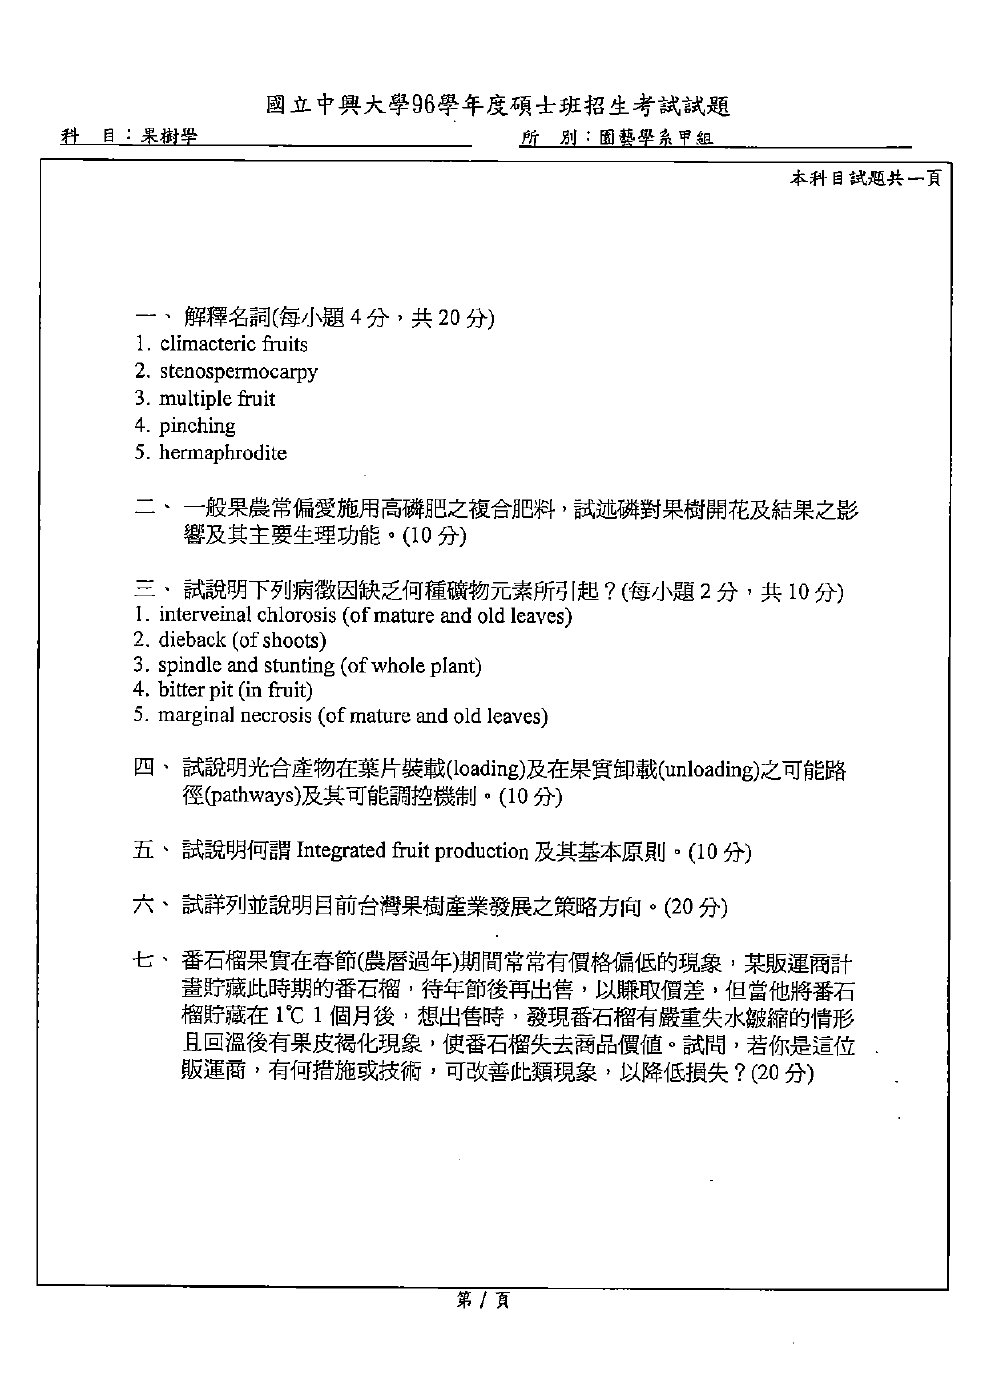 國立中興大學96學年度碩士班招生考試試題
科 目：果樹學 所 別：園藝學系甲組
本科目試題共一頁
一、 解釋名詞(每小題 4 分，共 20 分)
1. climacteric fruits
2. stenospermocarpy
3. multiple fruit
4. pinching
5. hermaphrodite
二、 一般果農常偏愛施用高磷肥之複合肥料，試述磷對果樹開花及結果之影
響及其主要生理功能。(10 分)
三、 試說明下列病徵因缺乏何種礦物元素所引起？(每小題 2 分，共 10 分)
1. interveinal chlorosis (of mature and old leaves)
2. dieback (of shoots)
3. spindle and stunting (of whole plant)
4. bitter pit (in fruit)
5. marginal necrosis (of mature and old leaves)
四、 試說明光合產物在葉片裝載(loading)及在果實卸載(unloading)之可能路
徑(pathways)及其可能調控機制。(10 分)
五、 試說明何謂 Integrated fruit production 及其基本原則。(10 分)
六、 試詳列並說明目前台灣果樹產業發展之策略方向。(20 分)
七、 番石榴果實在春節(農曆過年)期間常常有價格偏低的現象，某販運商計
畫貯藏此時期的番石榴，待年節後再出售，以賺取價差，但當他將番石
榴貯藏在 1℃ 1 個月後，想出售時，發現番石榴有嚴重失水皺縮的情形
且回溫後有果皮褐化現象，使番石榴失去商品價值。試問，若你是這位
販運商，有何措施或技術，可改善此類現象，以降低損失？(20 分)
第 1 頁